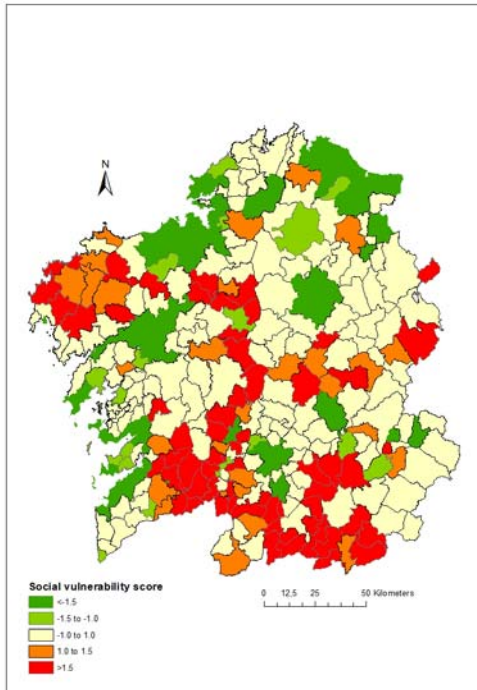 N
Social vulnerability score
<-1.5
-1.5 to -1.0
-1.0 to 1.0
1.0 to 1.5
>1.5
0 12,5 25 50 Kilometers